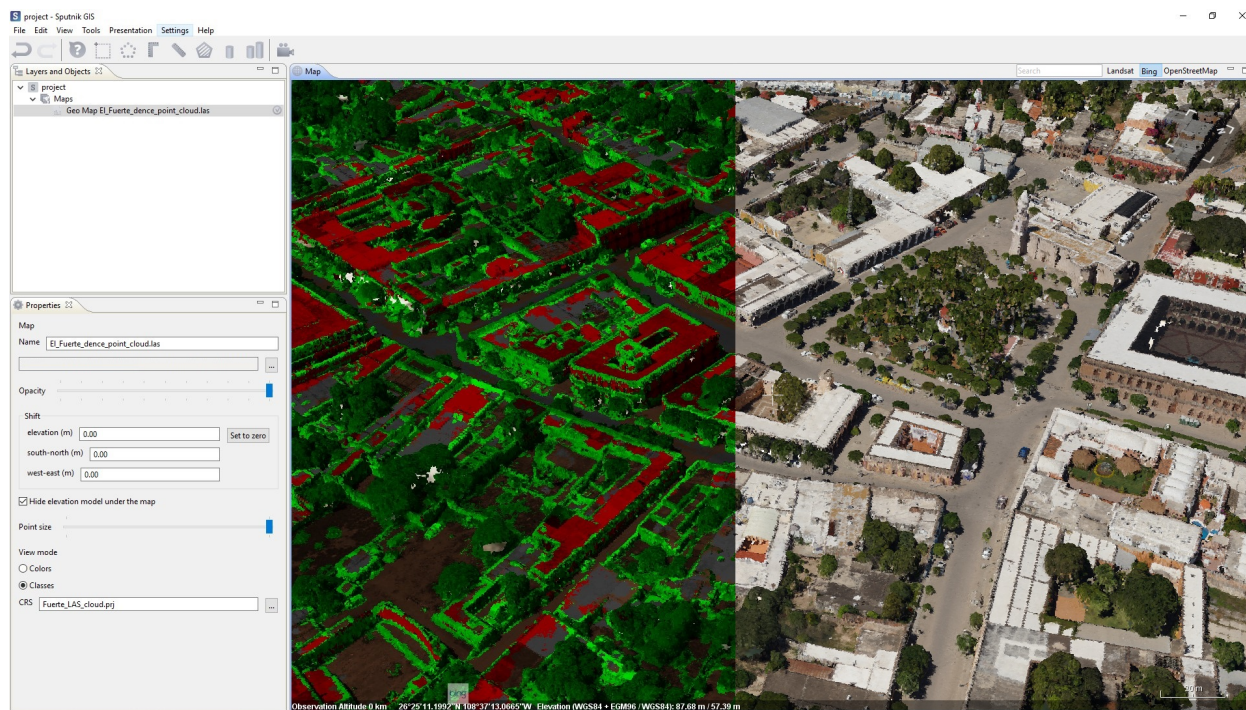 S project - Sputnik GIS
File Edit View Tools Presentation Settings Help
Layers and Objects
Map
Search
Landsat Bing OpenStreetMap
S project
Maps
Geo Map El_Fuerte_dence_point_cloud.las
Properties
Map
Name El_Fuerte_dence_point_cloud.las
...
Opacity
Shift
elevation (m) 0.00 Set to zero
south-north (m) 0.00
west-east (m) 0.00
Hide elevation model under the map
Point size
View mode
Colors
Classes
CRS Fuerte_LAS_cloud.prj ...
bing
Observation Altitude 0 km 26°25'11.1992"N 108°37'13.0665"W Elevation (WGS84 + EGM96 / WGS84): 87.68 m / 57.39 m